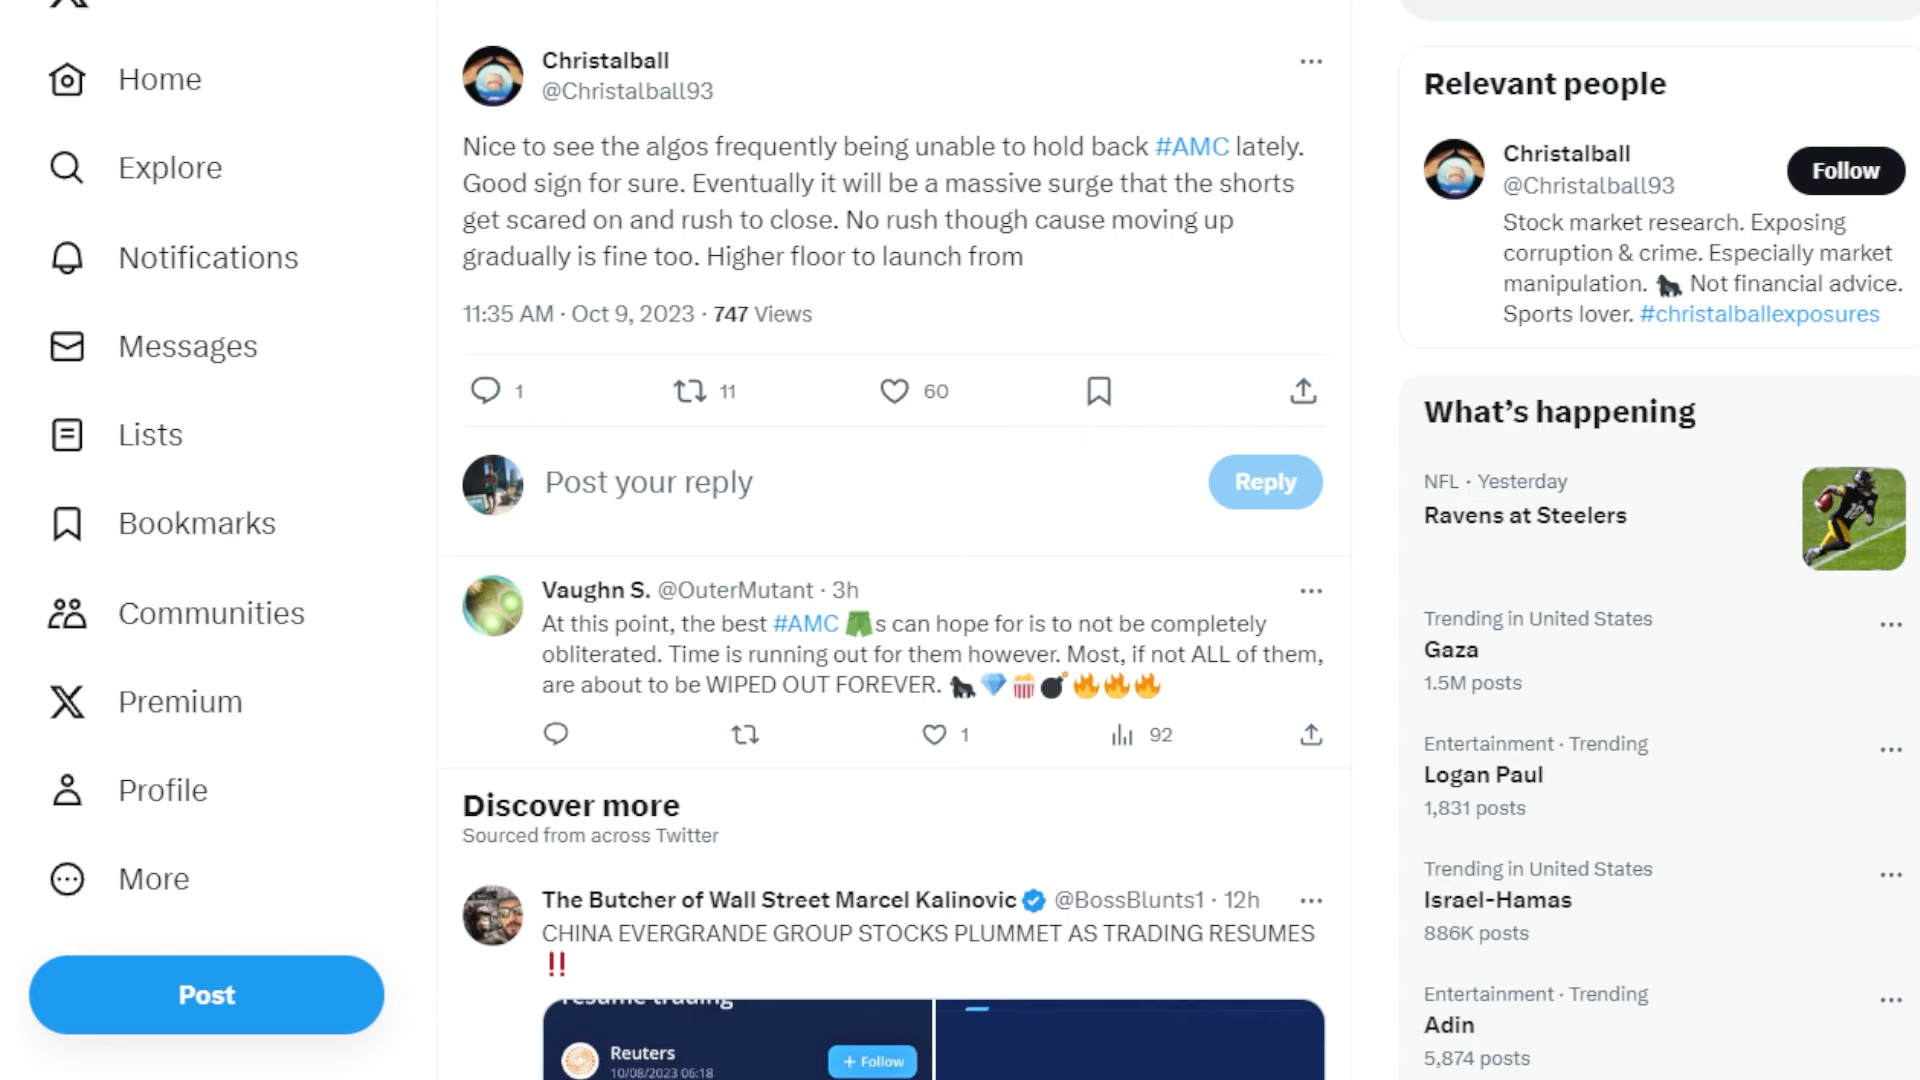 Home
Explore
Notifications
Messages
Lists
Bookmarks
Communities
Premium
Profile
More
Post
Christalball
@Christalball93
Nice to see the algos frequently being unable to hold back #AMC lately.
Good sign for sure. Eventually it will be a massive surge that the shorts
get scared on and rush to close. No rush though cause moving up
gradually is fine too. Higher floor to launch from
11:35 AM · Oct 9, 2023 · 747 Views
1 11 60
Post your reply
Reply
Vaughn S. @OuterMutant · 3h
At this point, the best #AMC 🩳s can hope for is to not be completely
obliterated. Time is running out for them however. Most, if not ALL of them,
are about to be WIPED OUT FOREVER. 🦍💎🍿💣🔥🔥🔥
1 92
Discover more
Sourced from across Twitter
The Butcher of Wall Street Marcel Kalinovic @BossBlunts1 · 12h
CHINA EVERGRANDE GROUP STOCKS PLUMMET AS TRADING RESUMES
‼️
resume trading
Reuters
10/08/2023 06:18
+ Follow
Relevant people
Christalball
@Christalball93
Follow
Stock market research. Exposing
corruption & crime. Especially market
manipulation. 🦍 Not financial advice.
Sports lover. #christalballexposures
What's happening
NFL · Yesterday
Ravens at Steelers
Trending in United States
Gaza
1.5M posts
Entertainment · Trending
Logan Paul
1,831 posts
Trending in United States
Israel-Hamas
886K posts
Entertainment · Trending
Adin
5,874 posts